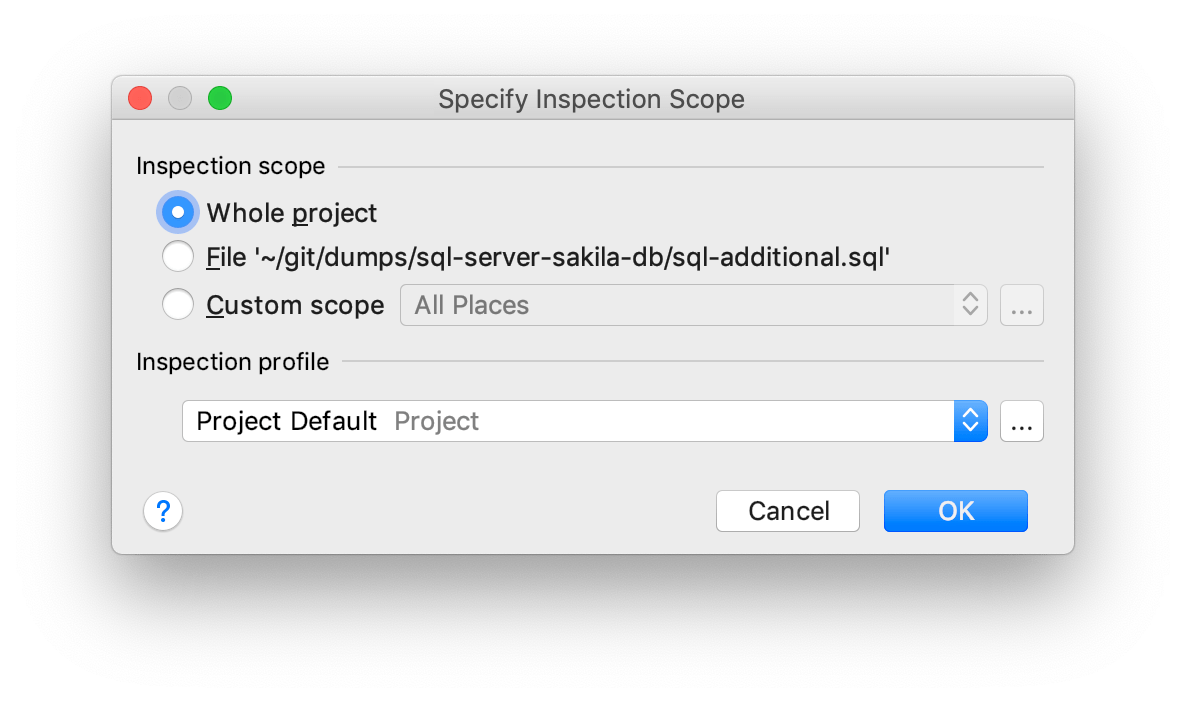 Specify Inspection Scope
Inspection scope
Whole project
File '~/git/dumps/sql-server-sakila-db/sql-additional.sql'
Custom scope All Places ...
Inspection profile
Project Default Project ...
? Cancel OK